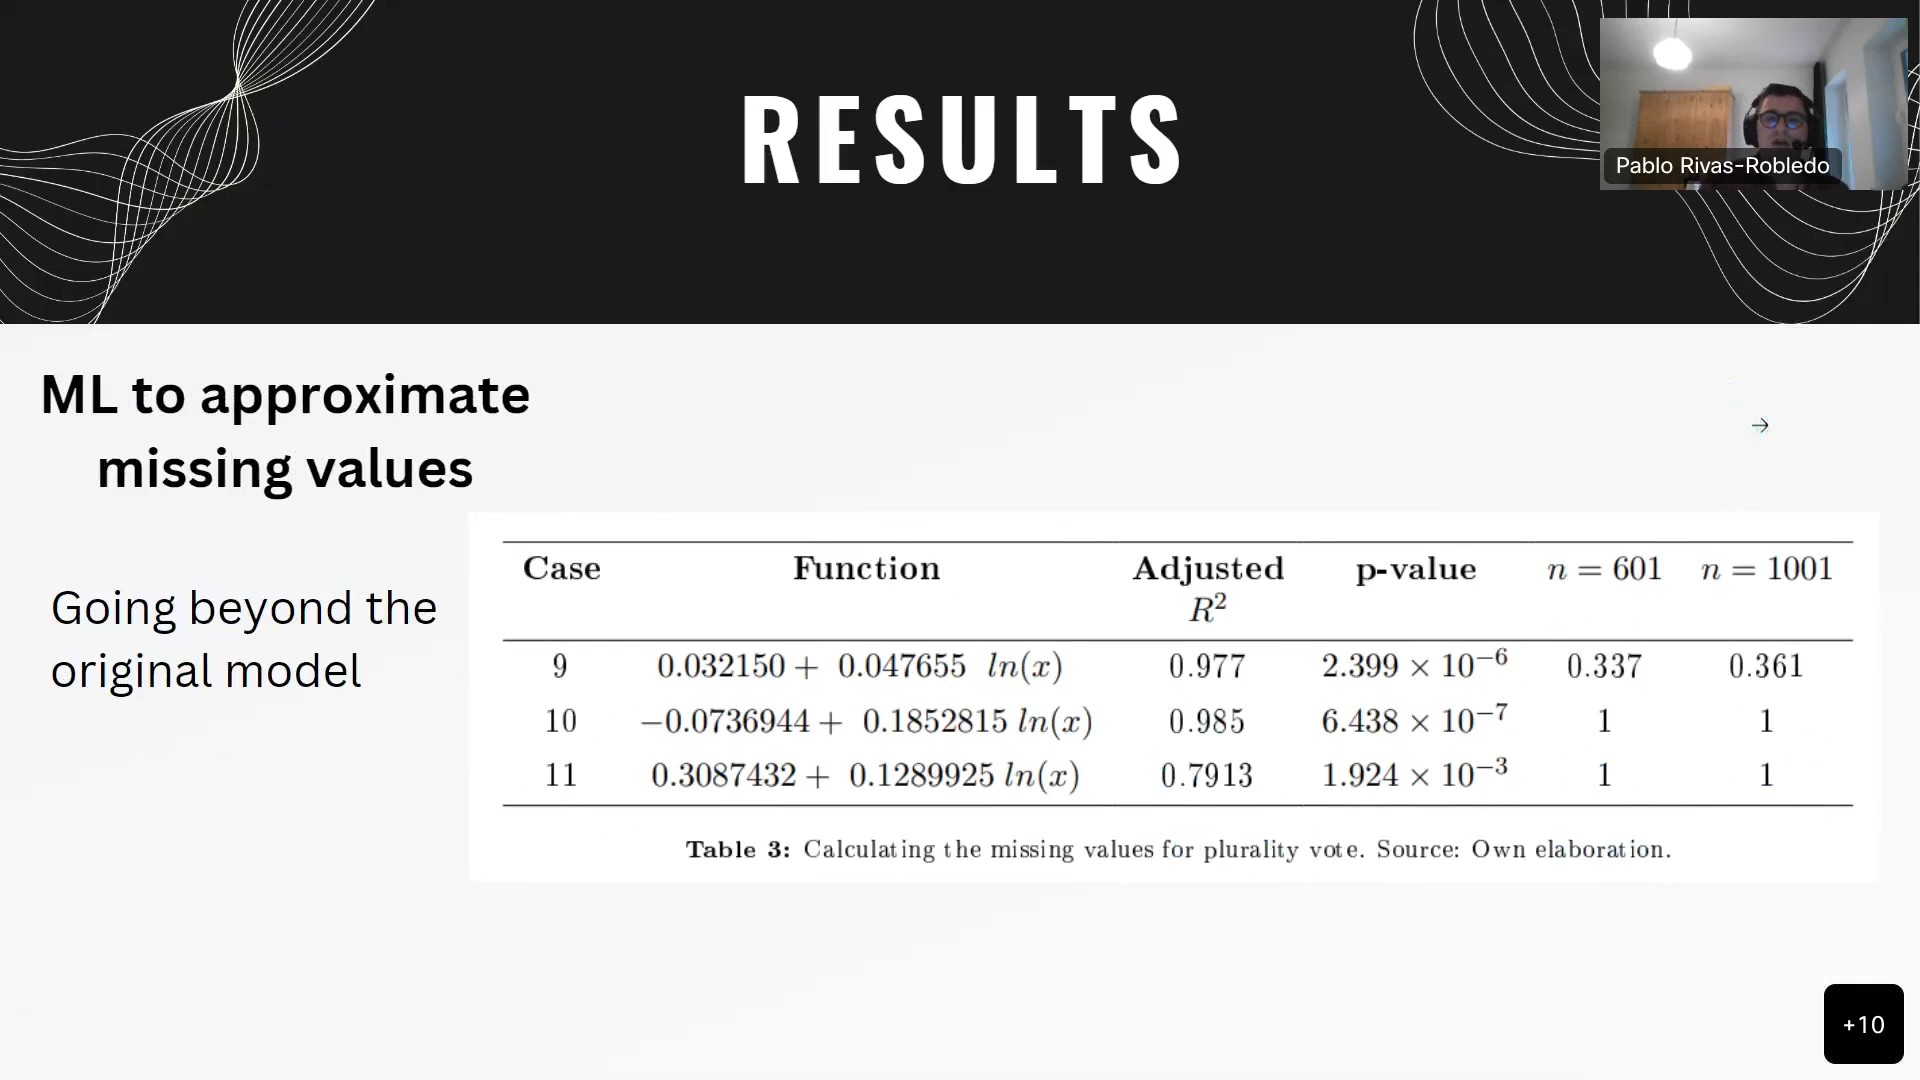 RESULTS
Pablo Rivas-Robledo
ML to approximate
missing values
→
Going beyond the
original model
Case Function Adjusted R² p-value n = 601 n = 1001
9 0.032150 + 0.047655 ln(x) 0.977 2.399 × 10⁻⁶ 0.337 0.361
10 −0.0736944 + 0.1852815 ln(x) 0.985 6.438 × 10⁻⁷ 1 1
11 0.3087432 + 0.1289925 ln(x) 0.7913 1.924 × 10⁻³ 1 1
Table 3: Calculating the missing values for plurality vote. Source: Own elaboration.
+10